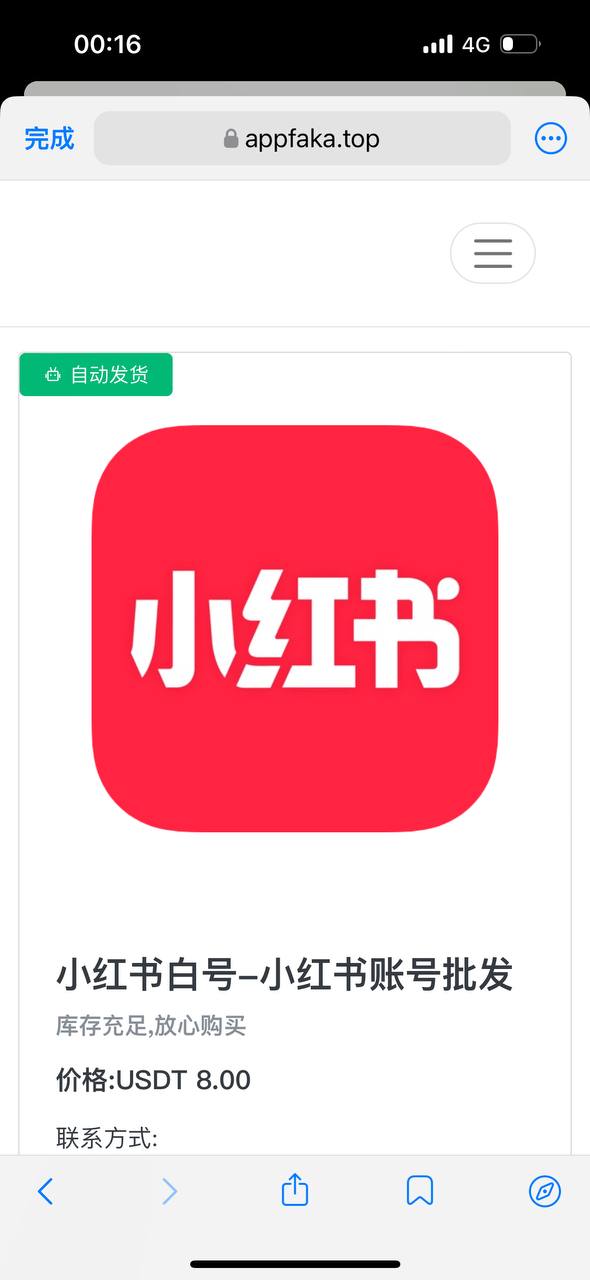 00:16
4G
完成
appfaka.top
自动发货
小红书
小红书白号–小红书账号批发
库存充足,放心购买
价格:USDT 8.00
联系方式: